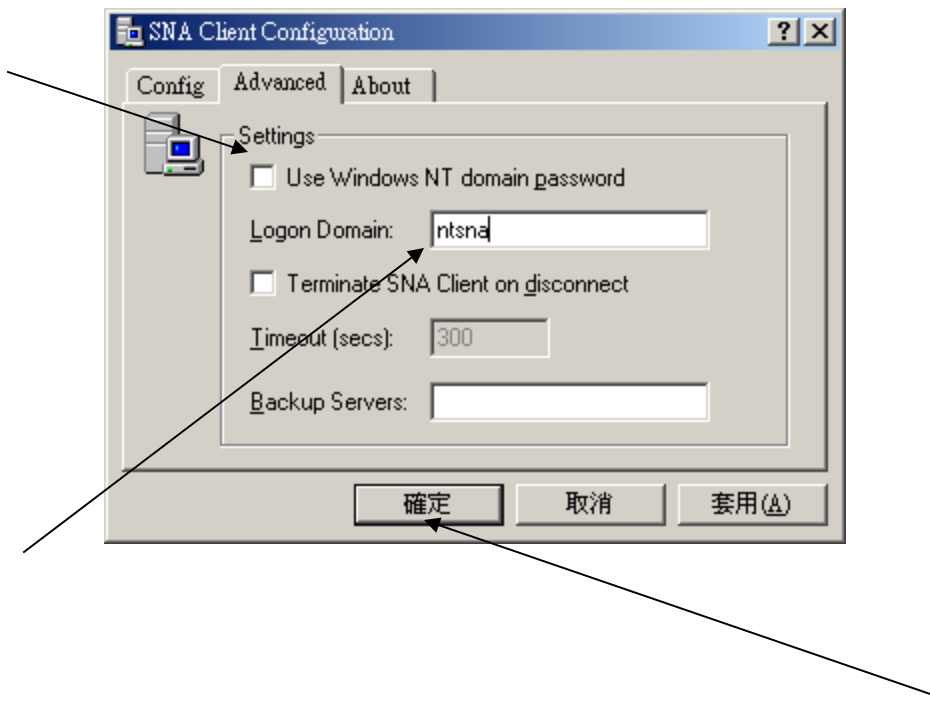 SNA Client Configuration
Config Advanced About
Settings
Use Windows NT domain password
Logon Domain: ntsna
Terminate SNA Client on disconnect
Timeout (secs): 300
Backup Servers:
確定 取消 套用(A)